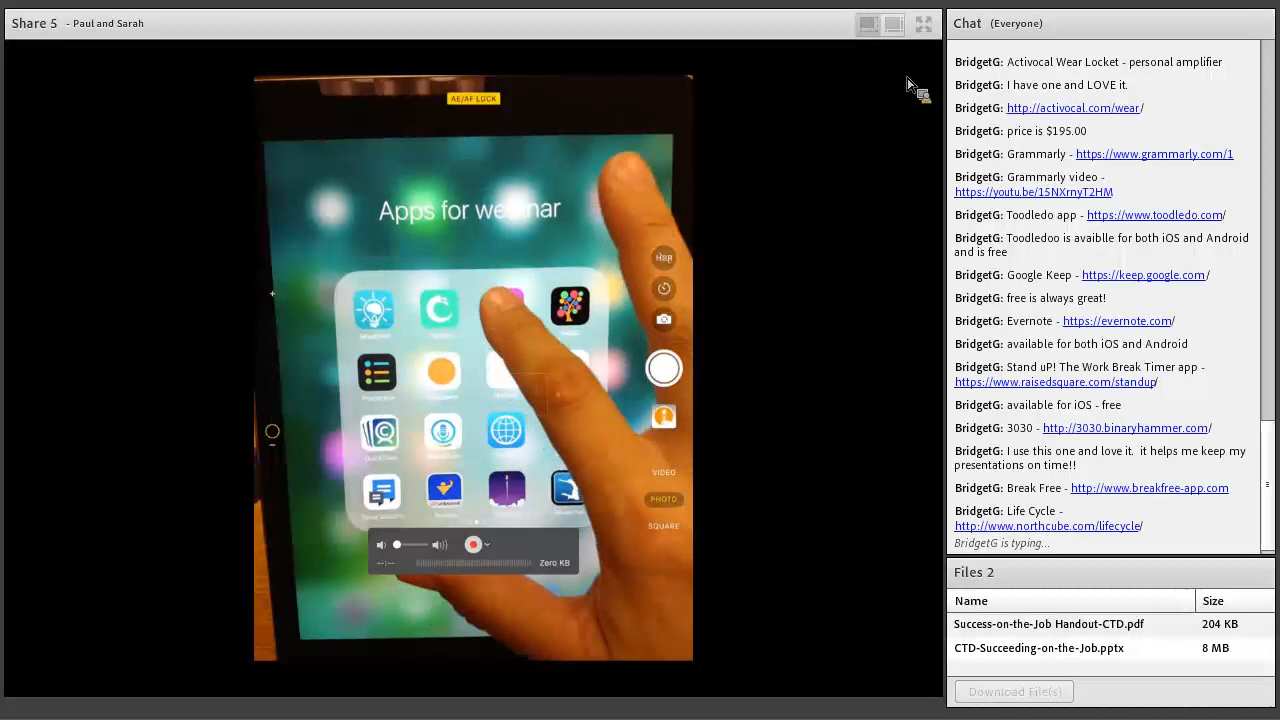 Share 5 - Paul and Sarah
AE/AF LOCK
Apps for webinar
HDR
VIDEO
PHOTO
SQUARE
--:--
Zero KB
Chat (Everyone)
BridgetG: Activocal Wear Locket - personal amplifier
BridgetG: I have one and LOVE it.
BridgetG: http://activocal.com/wear/
BridgetG: price is $195.00
BridgetG: Grammarly - https://www.grammarly.com/1
BridgetG: Grammarly video -
https://youtu.be/15NXrnyT2HM
BridgetG: Toodledo app - https://www.toodledo.com/
BridgetG: Toodledoo is avaiblle for both iOS and Android
and is free
BridgetG: Google Keep - https://keep.google.com/
BridgetG: free is always great!
BridgetG: Evernote - https://evernote.com/
BridgetG: available for both iOS and Android
BridgetG: Stand uP! The Work Break Timer app -
https://www.raisedsquare.com/standup/
BridgetG: available for iOS - free
BridgetG: 3030 - http://3030.binaryhammer.com/
BridgetG: I use this one and love it. it helps me keep my
presentations on time!!
BridgetG: Break Free - http://www.breakfree-app.com
BridgetG: Life Cycle -
http://www.northcube.com/lifecycle/
BridgetG is typing...
Files 2
Name Size
Success-on-the-Job Handout-CTD.pdf 204 KB
CTD-Succeeding-on-the-Job.pptx 8 MB
Download File(s)